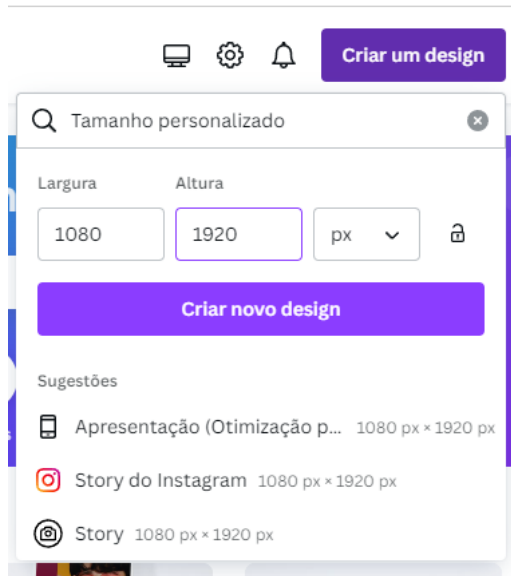 Criar um design
Tamanho personalizado
Largura
Altura
1080
1920
px
Criar novo design
Sugestões
Apresentação (Otimização p... 1080 px × 1920 px
Story do Instagram 1080 px × 1920 px
Story 1080 px × 1920 px